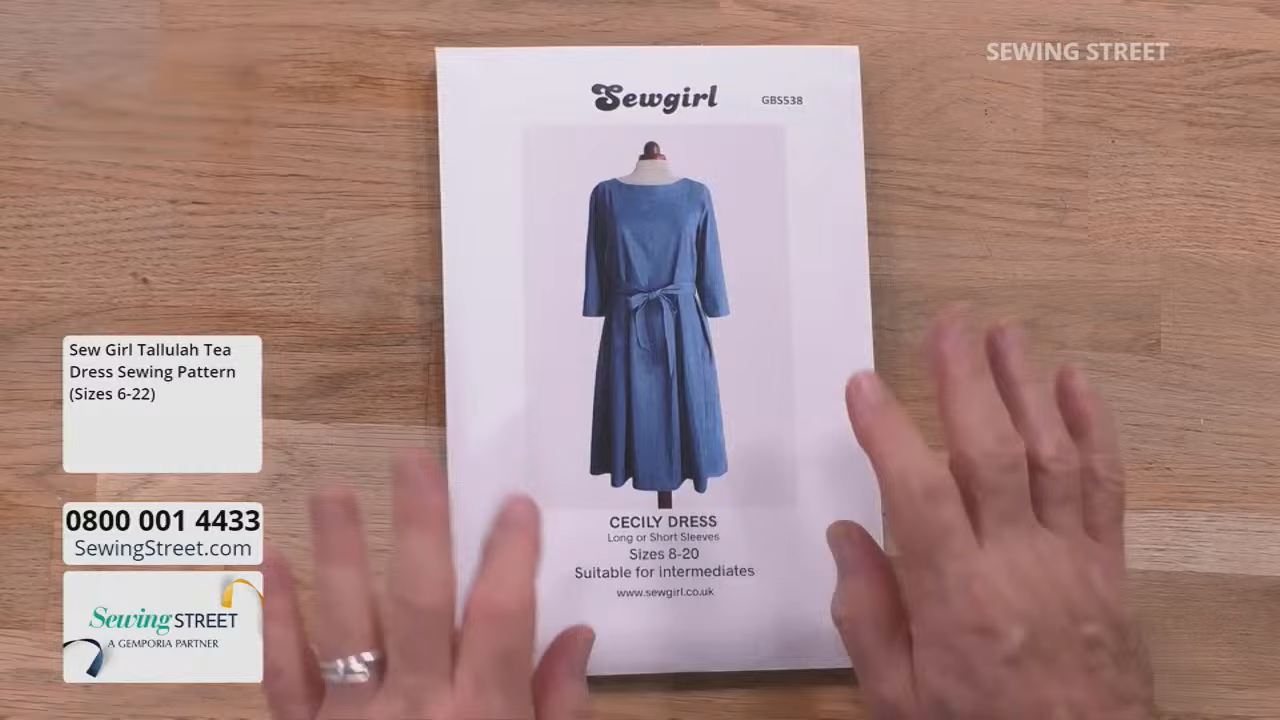 SEWING STREET
Sewgirl
GBS538
CECILY DRESS
Long or Short Sleeves
Sizes 8-20
Suitable for intermediates
www.sewgirl.co.uk
Sew Girl Tallulah Tea
Dress Sewing Pattern
(Sizes 6-22)
0800 001 4433
SewingStreet.com
Sewing STREET
A GEMPORIA PARTNER